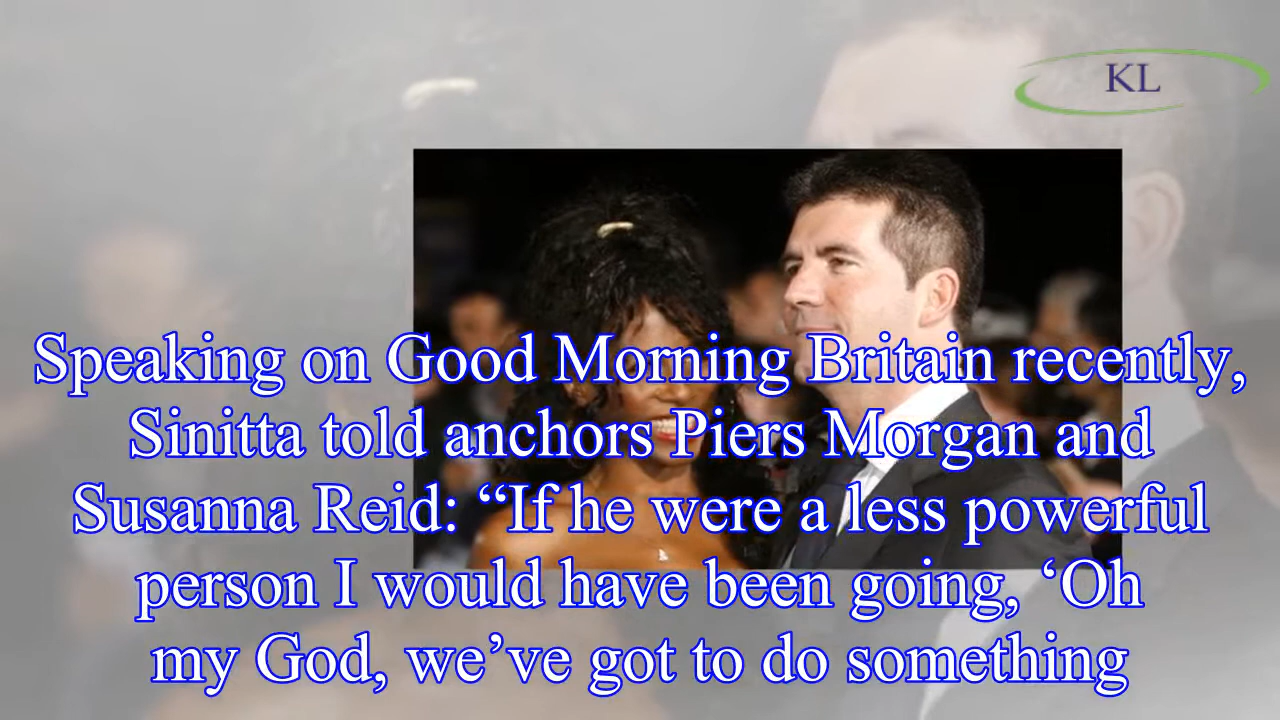 KL
Speaking on Good Morning Britain recently,
Sinitta told anchors Piers Morgan and
Susanna Reid: “If he were a less powerful
person I would have been going, ‘Oh
my God, we’ve got to do something